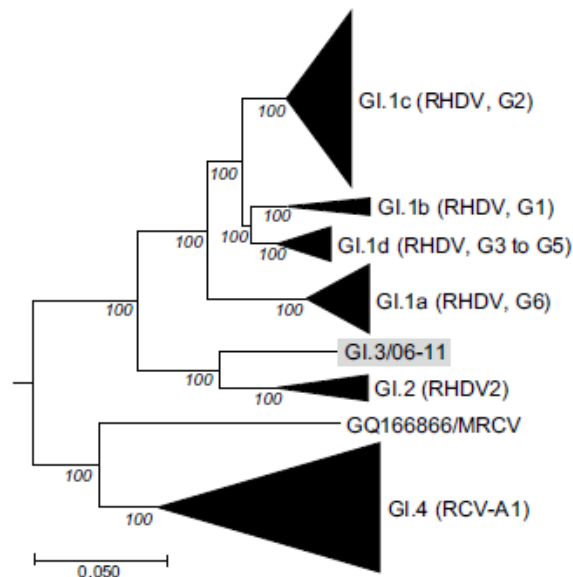 GI.1c (RHDV, G2)
100
100
GI.1b (RHDV, G1)
100
100
100
GI.1d (RHDV, G3 to G5)
100
GI.1a (RHDV, G6)
100
100
GI.3/06-11
100
GI.2 (RHDV2)
100
GQ166866/MRCV
100
GI.4 (RCV-A1)
100
0.050